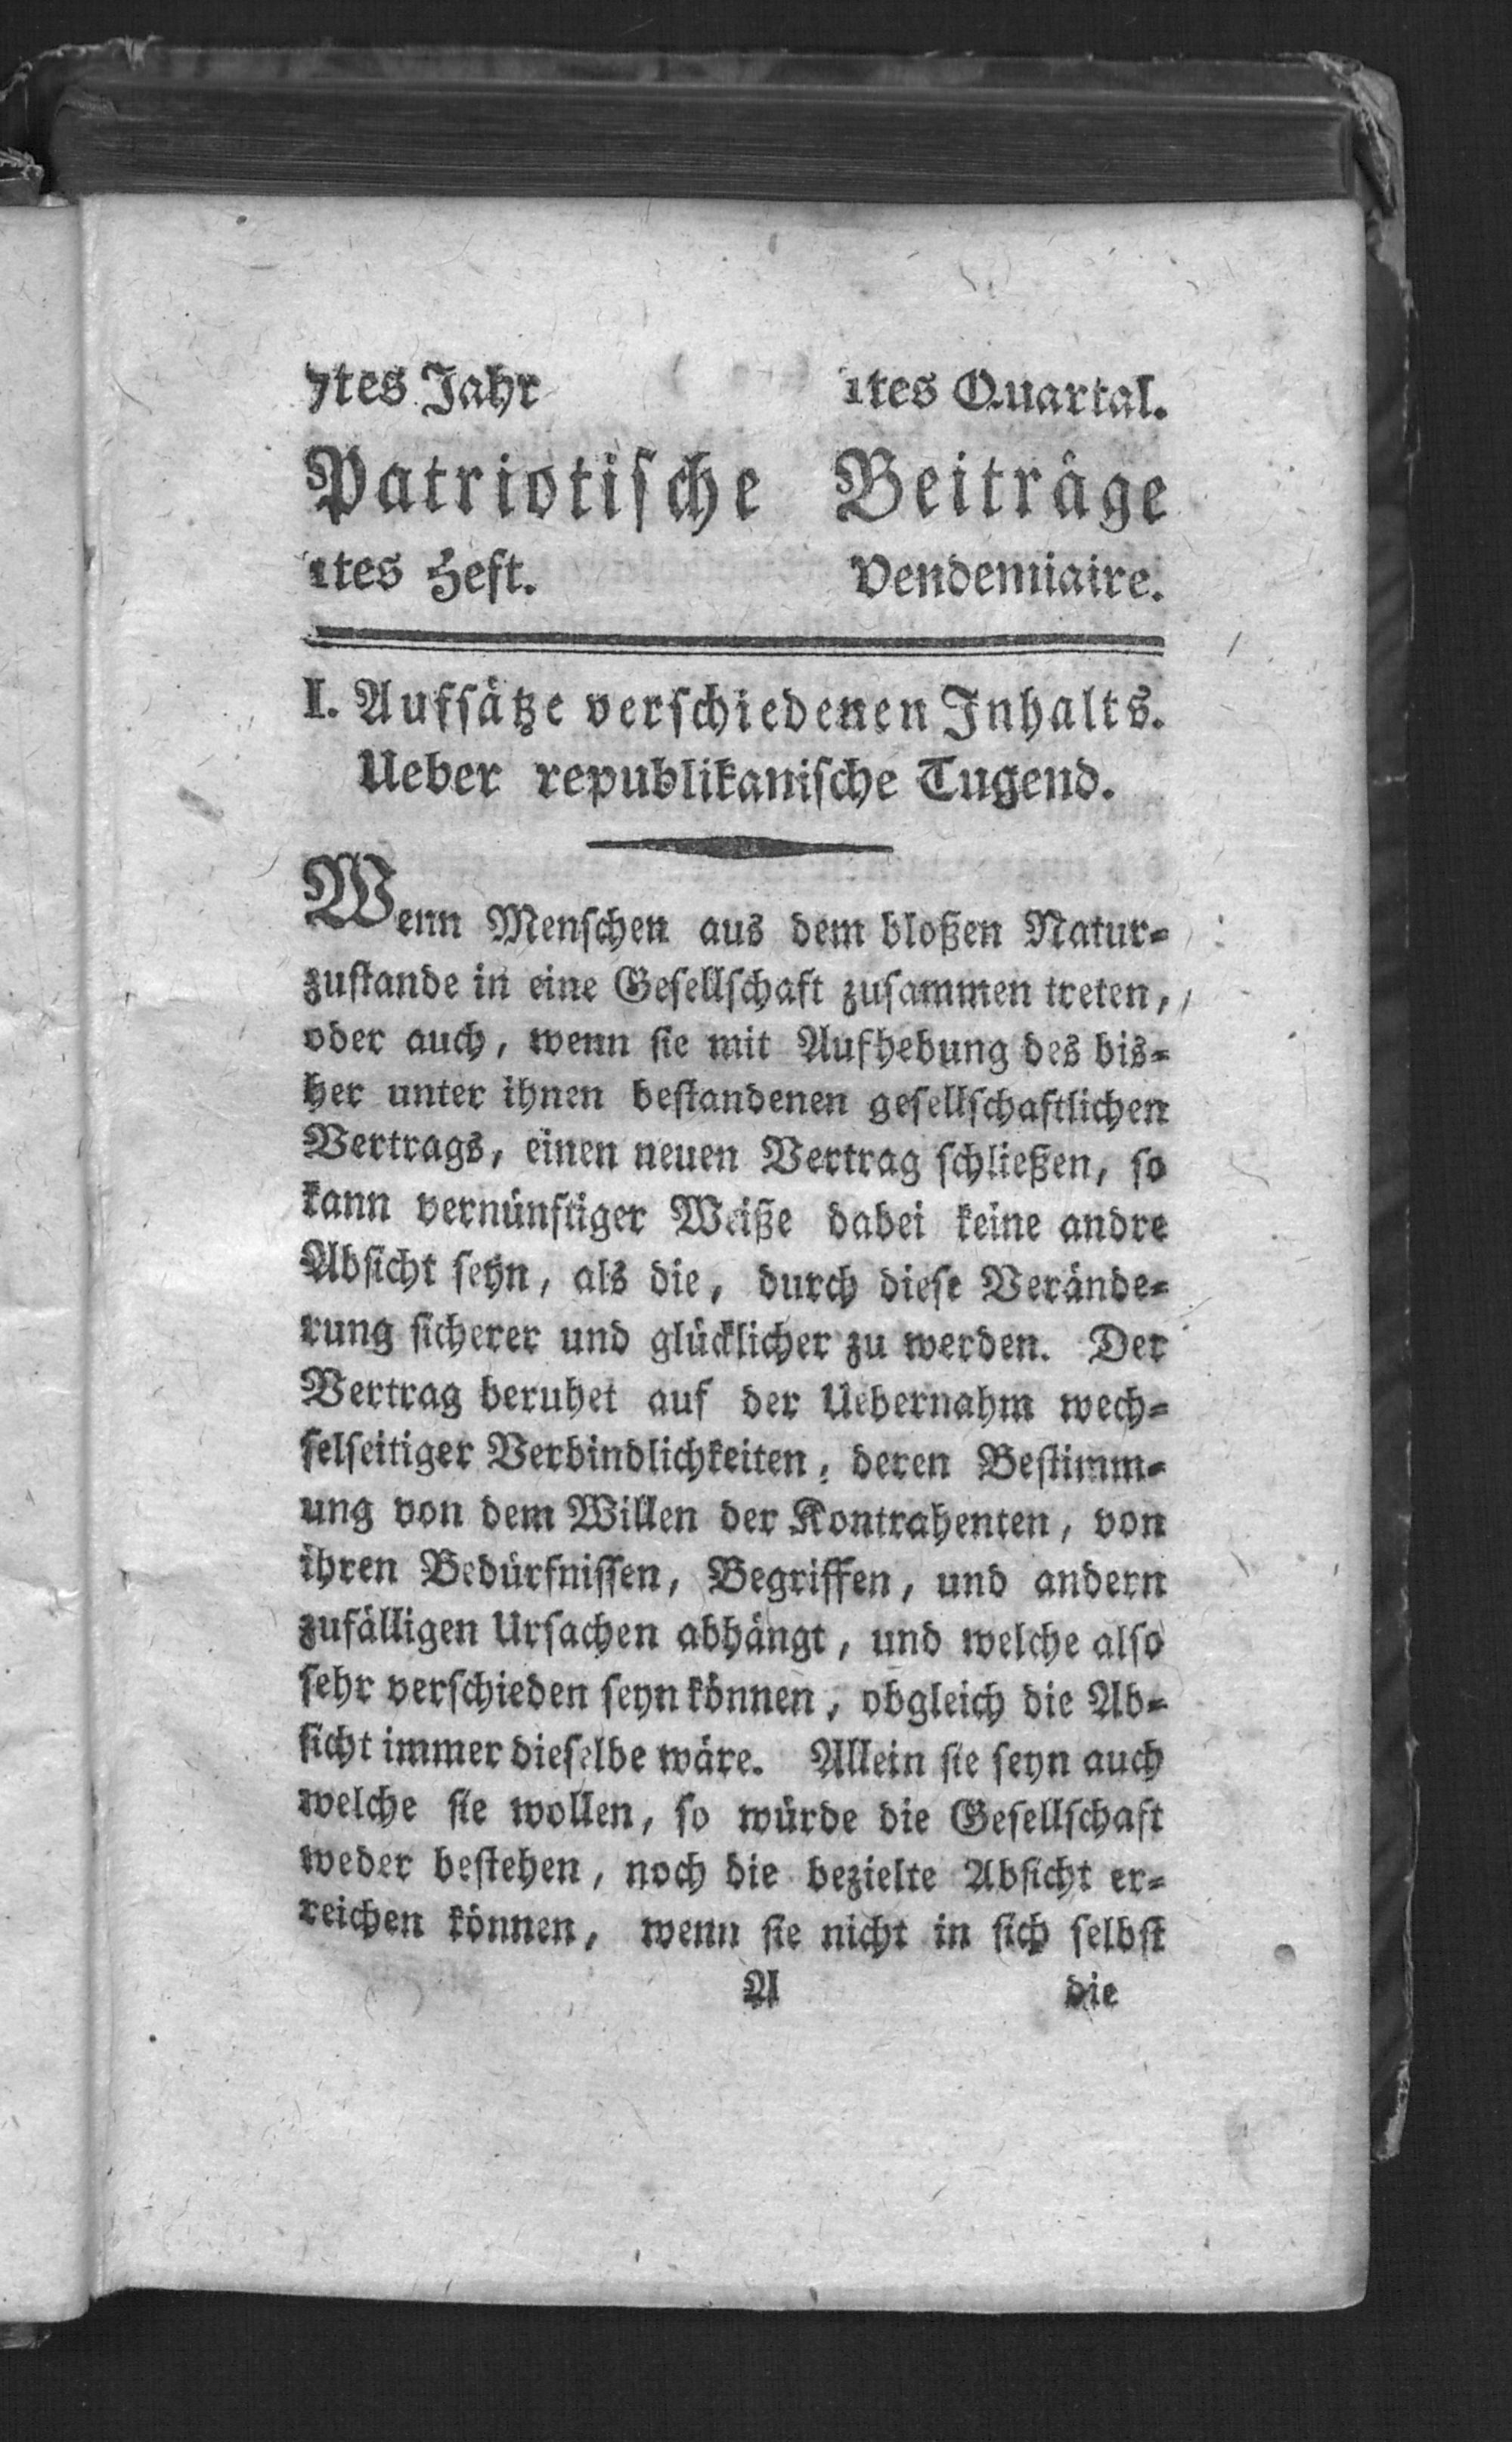 7tes Jahr 1tes Quartal.
Patriotische Beiträge
1tes Heft. Vendemiaire.
I. Aufsätze verschiedenen Inhalts.
Ueber republikanische Tugend.
Wenn Menschen aus dem bloßen Natur-
zustande in eine Gesellschaft zusammen treten,
oder auch, wenn sie mit Aufhebung des bis-
her unter ihnen bestandenen gesellschaftlichen
Vertrags, einen neuen Vertrag schließen, so
kann vernünftiger Weiße dabei keine andre
Absicht seyn, als die, durch diese Verände-
rung sicherer und glücklicher zu werden. Der
Vertrag beruhet auf der Uebernahm wech-
selseitiger Verbindlichkeiten, deren Bestimm-
ung von dem Willen der Kontrahenten, von
ihren Bedürfnissen, Begriffen, und andern
zufälligen Ursachen abhängt, und welche also
sehr verschieden seyn können, obgleich die Ab-
sicht immer dieselbe wäre. Allein sie seyn auch
welche sie wollen, so würde die Gesellschaft
weder bestehen, noch die bezielte Absicht er-
reichen können, wenn sie nicht in sich selbst
A die